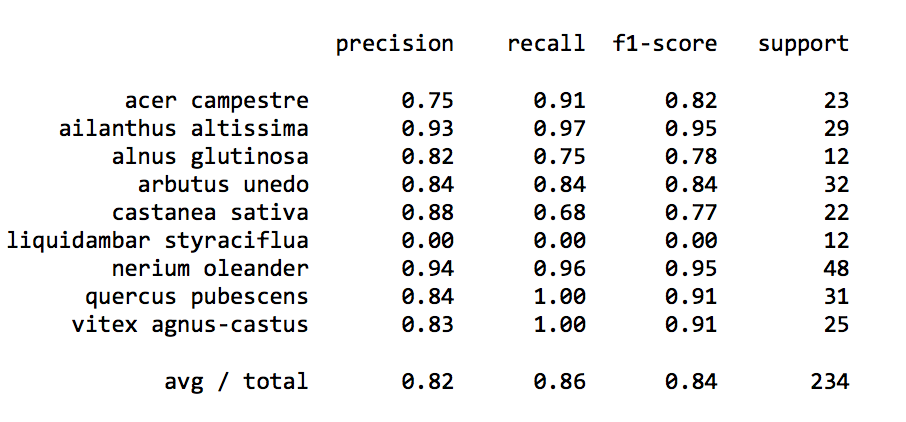 precision recall f1-score support
acer campestre 0.75 0.91 0.82 23
ailanthus altissima 0.93 0.97 0.95 29
alnus glutinosa 0.82 0.75 0.78 12
arbutus unedo 0.84 0.84 0.84 32
castanea sativa 0.88 0.68 0.77 22
liquidambar styraciflua 0.00 0.00 0.00 12
nerium oleander 0.94 0.96 0.95 48
quercus pubescens 0.84 1.00 0.91 31
vitex agnus-castus 0.83 1.00 0.91 25
avg / total 0.82 0.86 0.84 234